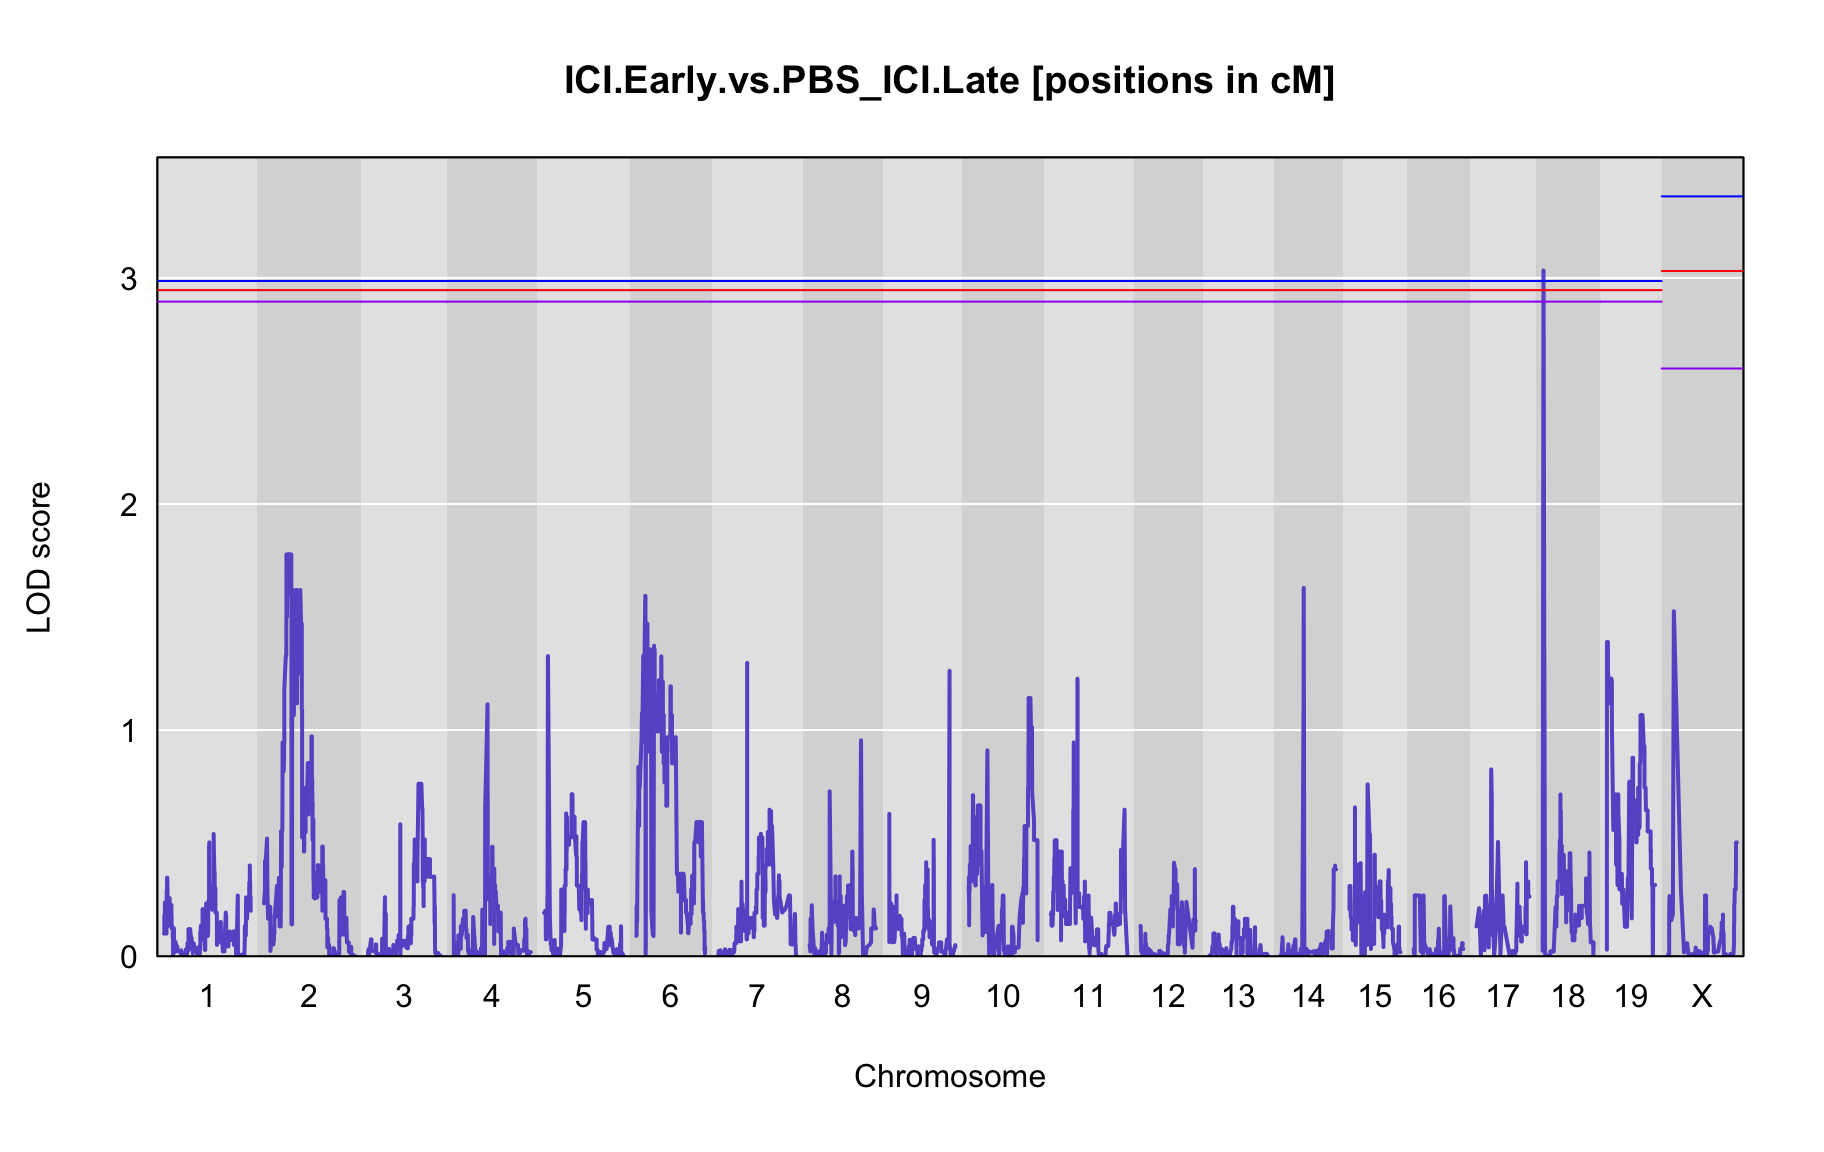 ICI.Early.vs.PBS_ICI.Late [positions in cM]
3
2
1
0
LOD score
1 2 3 4 5 6 7 8 9 10 11 12 13 14 15 16 17 18 19 X
Chromosome